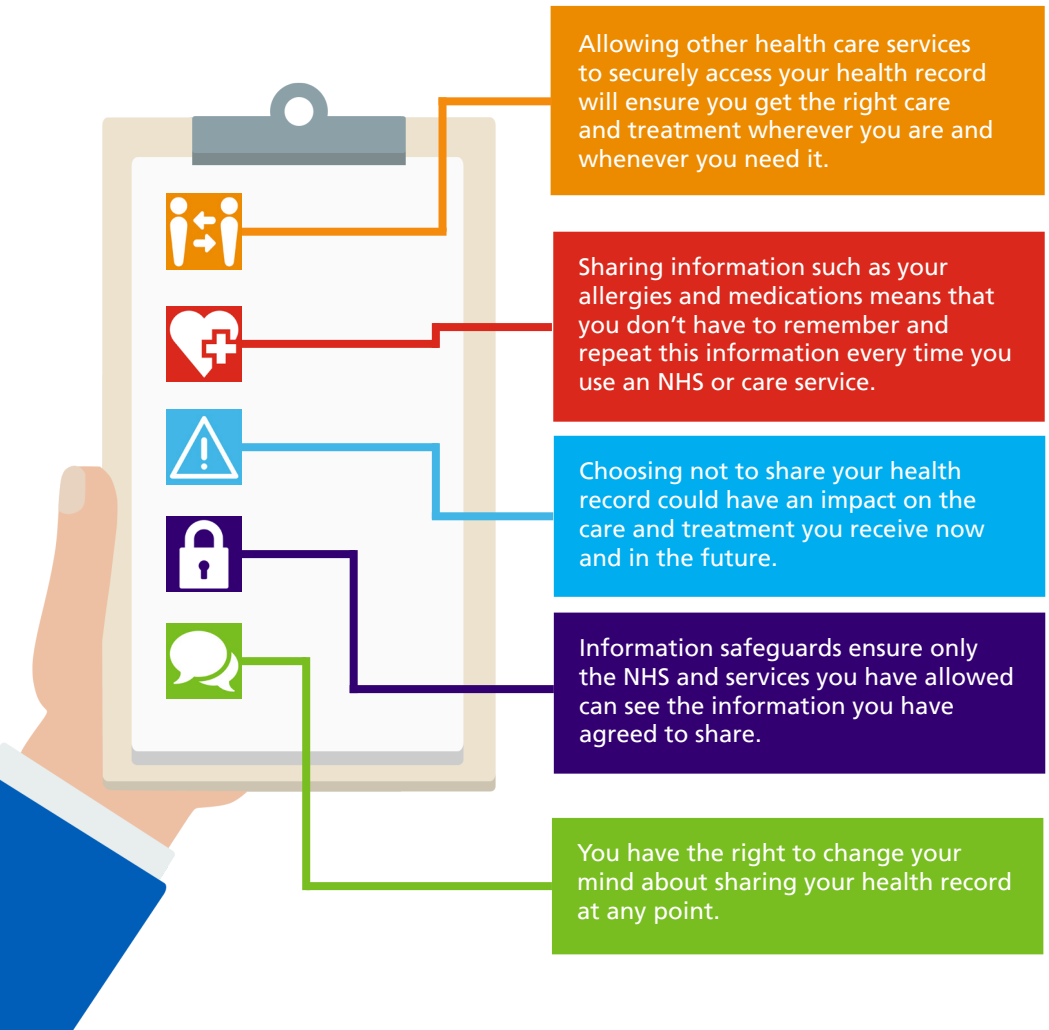 Allowing other health care services
to securely access your health record
will ensure you get the right care
and treatment wherever you are and
whenever you need it.
Sharing information such as your
allergies and medications means that
you don’t have to remember and
repeat this information every time you
use an NHS or care service.
Choosing not to share your health
record could have an impact on the
care and treatment you receive now
and in the future.
Information safeguards ensure only
the NHS and services you have allowed
can see the information you have
agreed to share.
You have the right to change your
mind about sharing your health record
at any point.